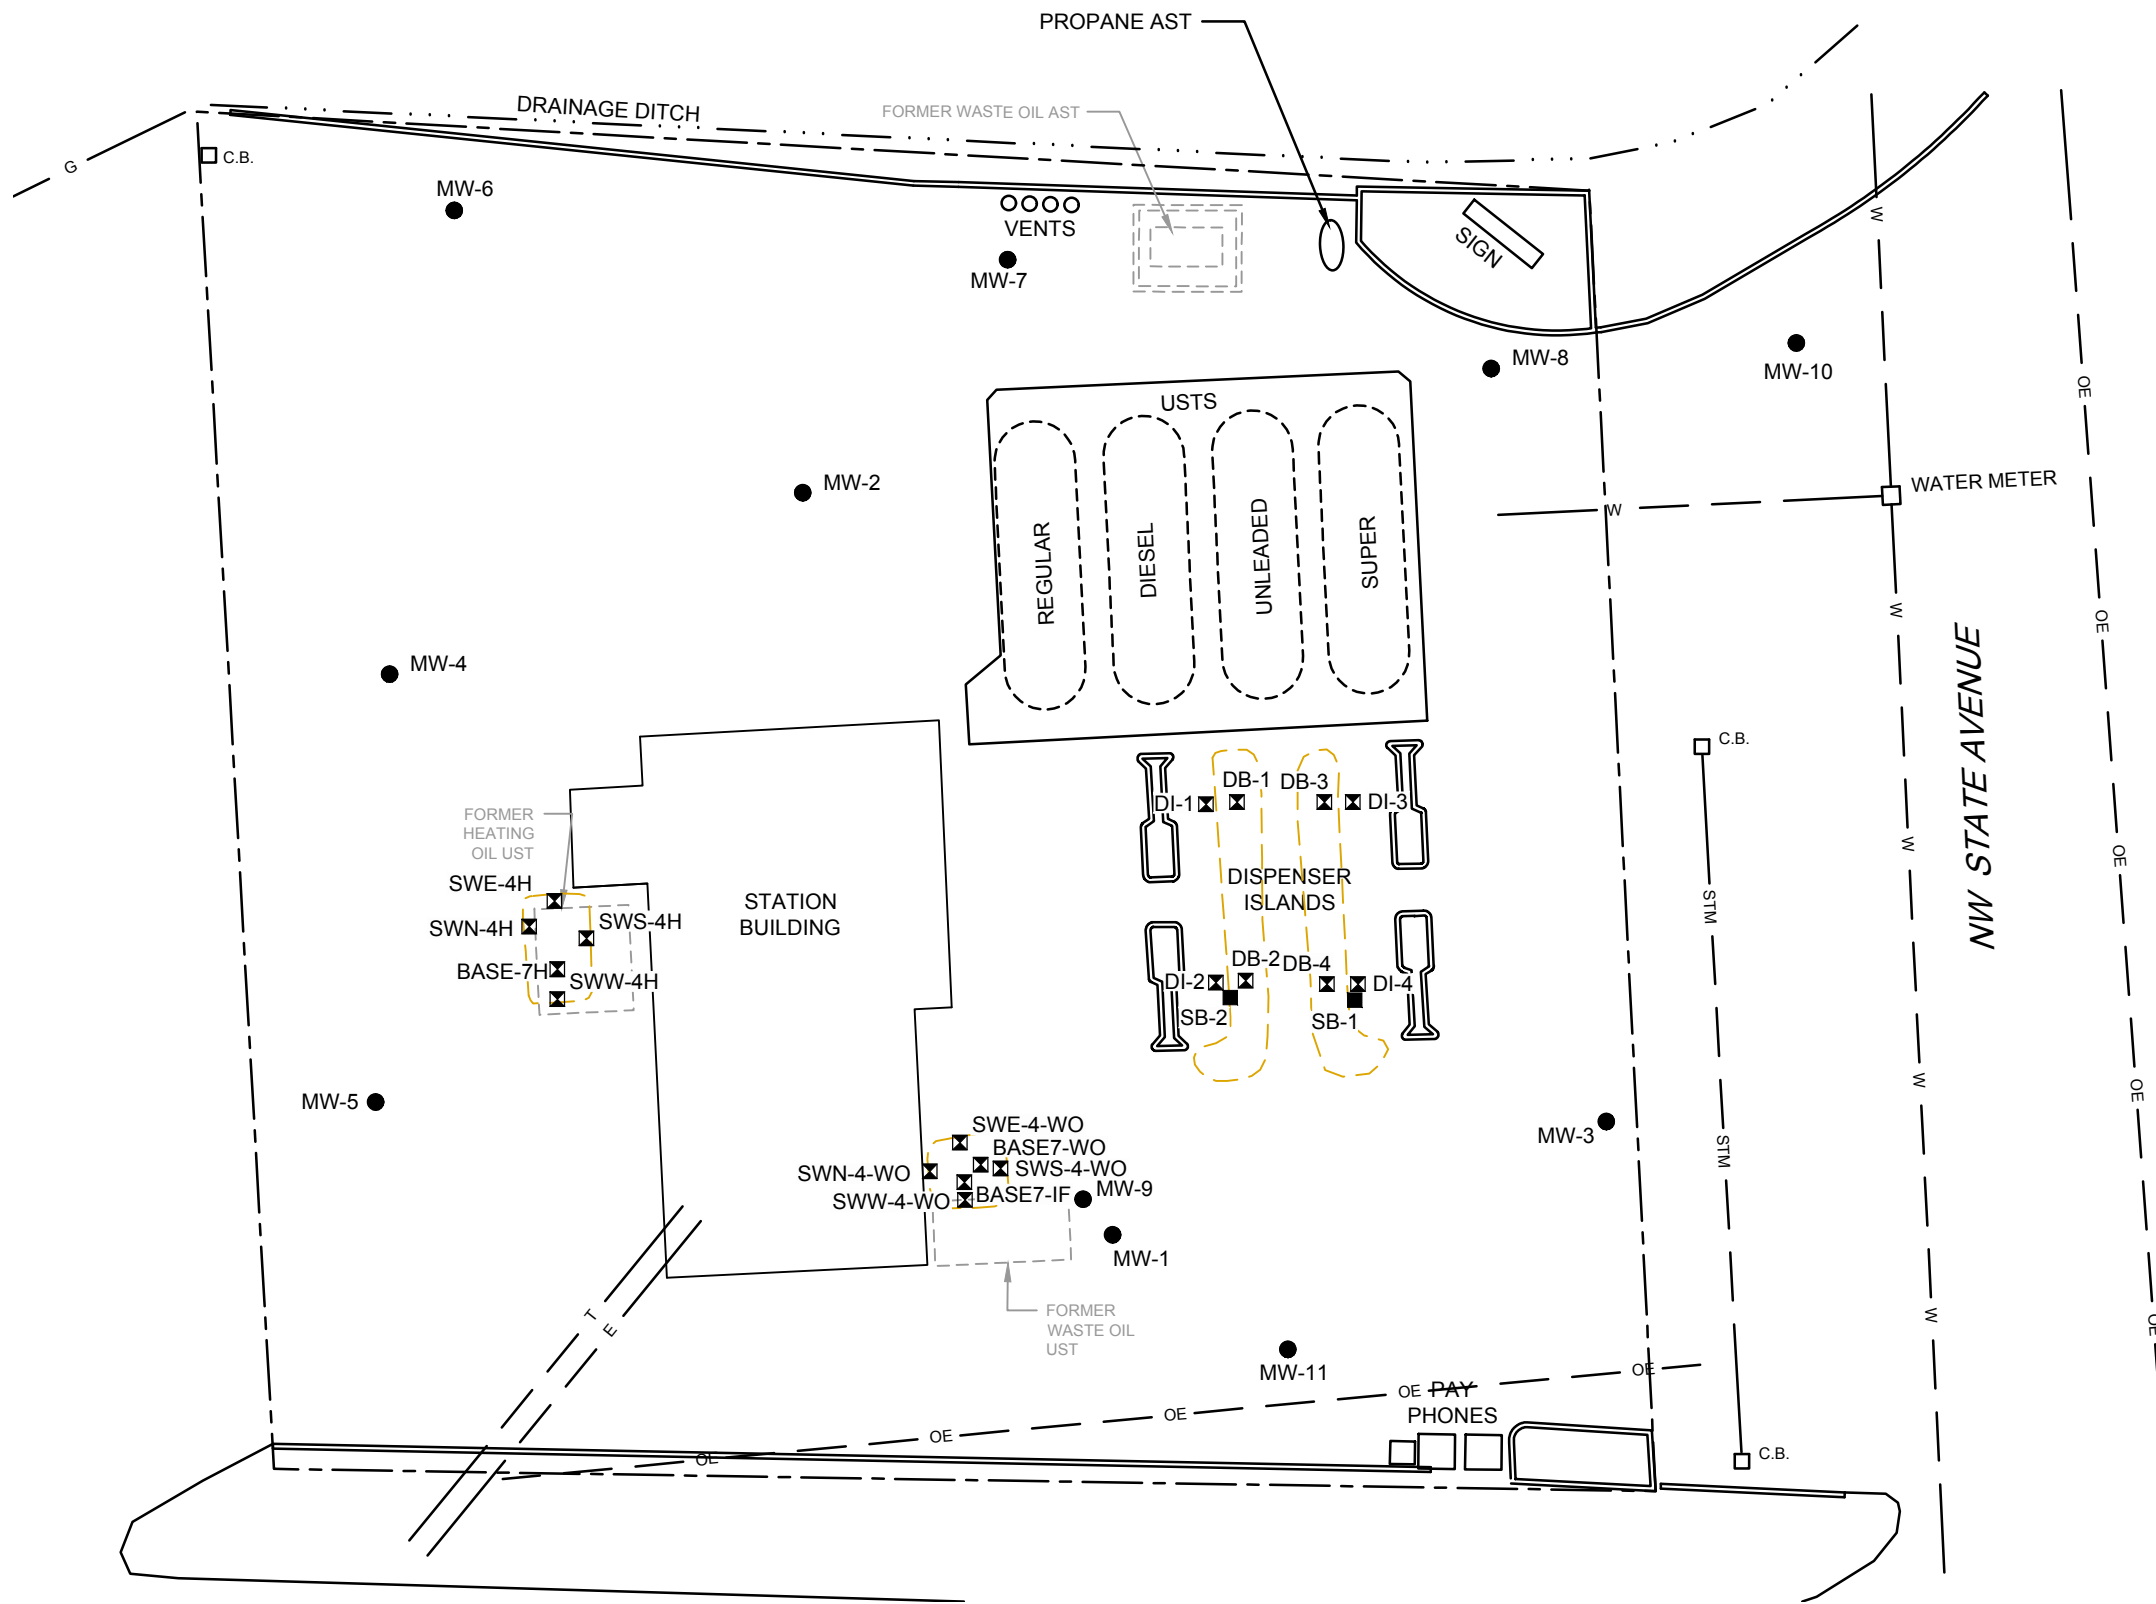 PROPANE AST
DRAINAGE DITCH
FORMER WASTE OIL AST
G
C.B.
MW-6
VENTS
MW-7
SIGN
W
MW-8
MW-10
OE
USTS
MW-2
WATER METER
W
REGULAR
DIESEL
UNLEADED
SUPER
W
OE
MW-4
NW STATE AVENUE
C.B.
FORMER
HEATING
OIL UST
DB-1
DB-3
DI-1
DI-3
W
OE
SWE-4H
STATION
BUILDING
DISPENSER
ISLANDS
STM
SWN-4H
SWS-4H
BASE-7H
SWW-4H
DB-2
DB-4
DI-2
DI-4
SB-2
SB-1
W
OE
MW-5
SWE-4-WO
BASE7-WO
SWN-4-WO
SWS-4-WO
SWW-4-WO
BASE7-IF
MW-9
MW-3
STM
MW-1
T
E
FORMER
WASTE OIL
UST
W
OE
MW-11
OE
OE
PAY
PHONES
OE
OE
OE
C.B.